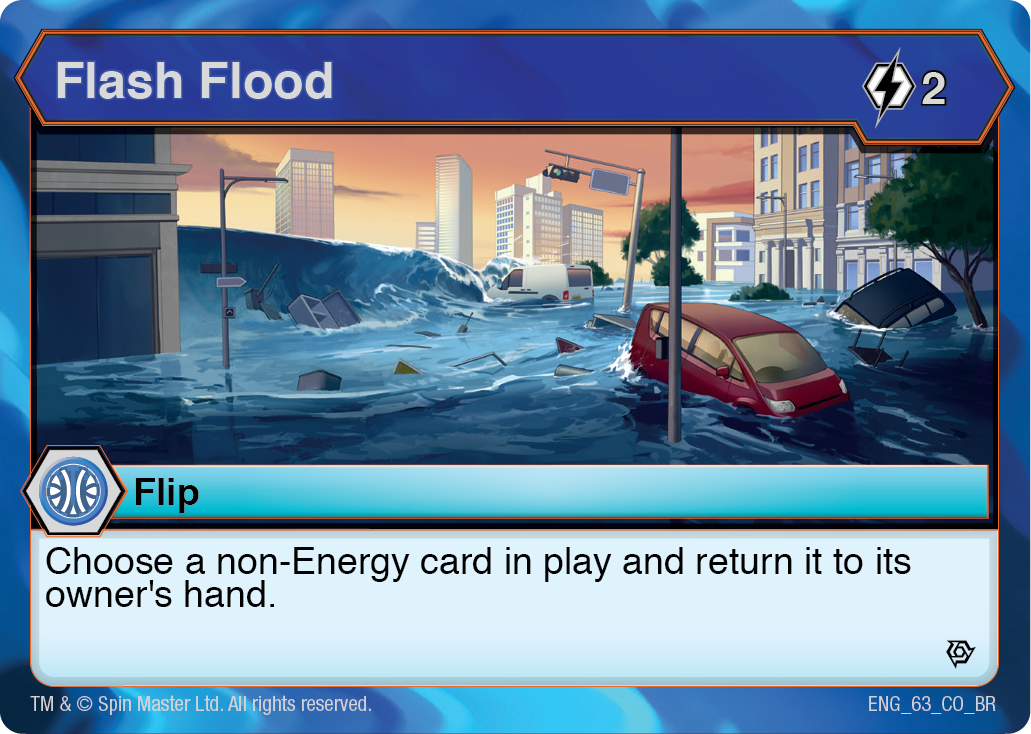 Flash Flood
2
Flip
Choose a non-Energy card in play and return it to its
owner's hand.
TM & © Spin Master Ltd. All rights reserved.
ENG_63_CO_BR